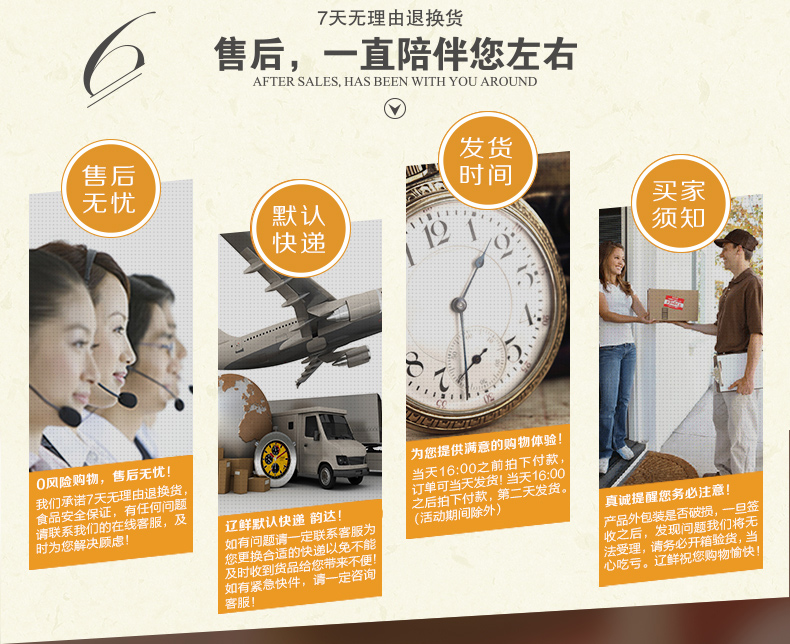 6
7天无理由退换货
售后，一直陪伴您左右
AFTER SALES, HAS BEEN WITH YOU AROUND
售后
无忧
0风险购物，售后无忧！
我们承诺7天无理由退换货，
食品安全保证，有任何问题
请联系我们的在线客服，及
时为您解决顾虑！
默认
快递
辽鲜默认快递 韵达！
如有问题请一定联系客服为
您更换合适的快递以免不能
及时收到货品给您带来不便！
如有紧急快件，请一定咨询
客服！
发货
时间
为您提供满意的购物体验！
当天16:00之前拍下付款，
订单可当天发货！当天16:00
之后拍下付款，第二天发货。
（活动期间除外）
买家
须知
真诚提醒您务必注意！
产品外包装是否破损，一旦签
收之后，发现问题我们将无
法受理，请务必开箱验货，当
心吃亏。辽鲜祝您购物愉快！